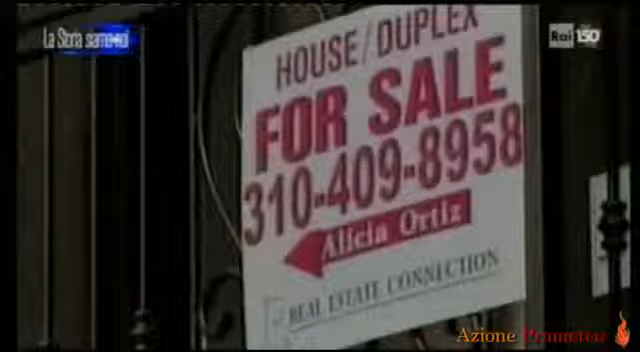 La Storia siamo noi
Rai 150
HOUSE/DUPLEX
FOR SALE
310-409-8958
Alicia Ortiz
REAL ESTATE CONNECTION
Azione Prometeo